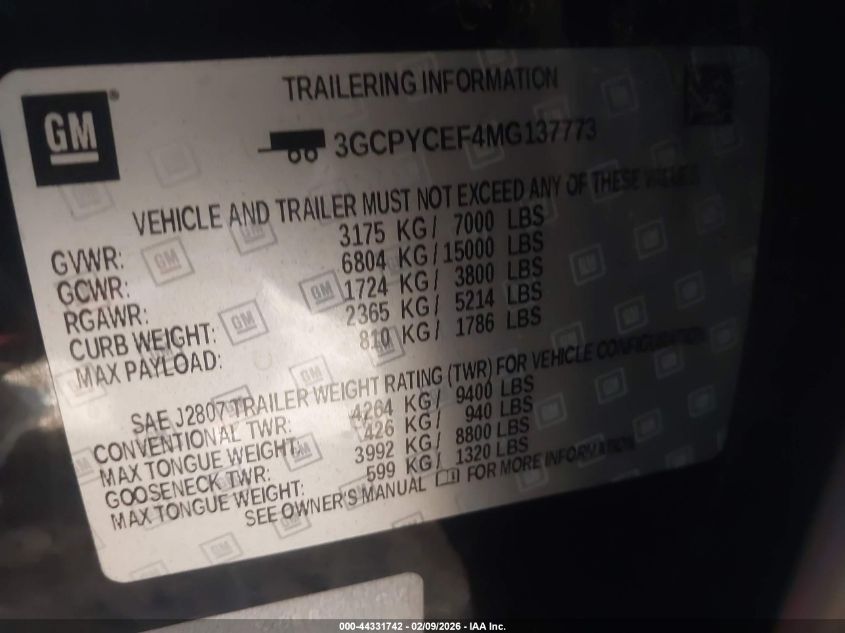 GM
TRAILERING INFORMATION
3GCPYCEF4MG137773
VEHICLE AND TRAILER MUST NOT EXCEED ANY OF THESE VALUES
GVWR: 3175 KG/ 7000 LBS
GCWR: 6804 KG/ 15000 LBS
RGAWR: 1724 KG/ 3800 LBS
CURB WEIGHT: 2365 KG/ 5214 LBS
MAX PAYLOAD: 810 KG/ 1786 LBS
SAE J2807 TRAILER WEIGHT RATING (TWR) FOR VEHICLE CONFIGURATION
CONVENTIONAL TWR: 4264 KG/ 9400 LBS
MAX TONGUE WEIGHT: 426 KG/ 940 LBS
GOOSENECK TWR: 3992 KG/ 8800 LBS
MAX TONGUE WEIGHT: 599 KG/ 1320 LBS
SEE OWNER'S MANUAL FOR MORE INFORMATION
000-44331742 - 02/09/2026 - IAA Inc.